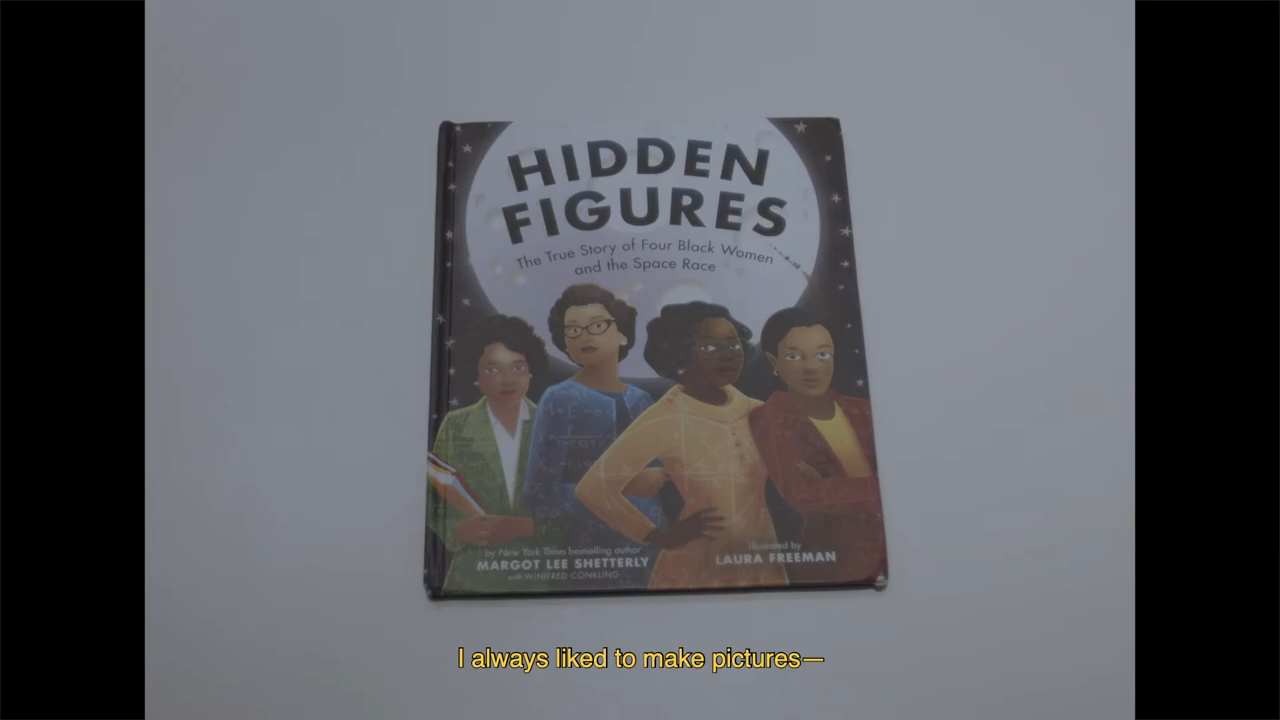 HIDDEN
FIGURES
The True Story of Four Black Women
and the Space Race
by New York Times bestselling author
MARGOT LEE SHETTERLY
with WINIFRED CONKLING
illustrated by
LAURA FREEMAN
I always liked to make pictures—